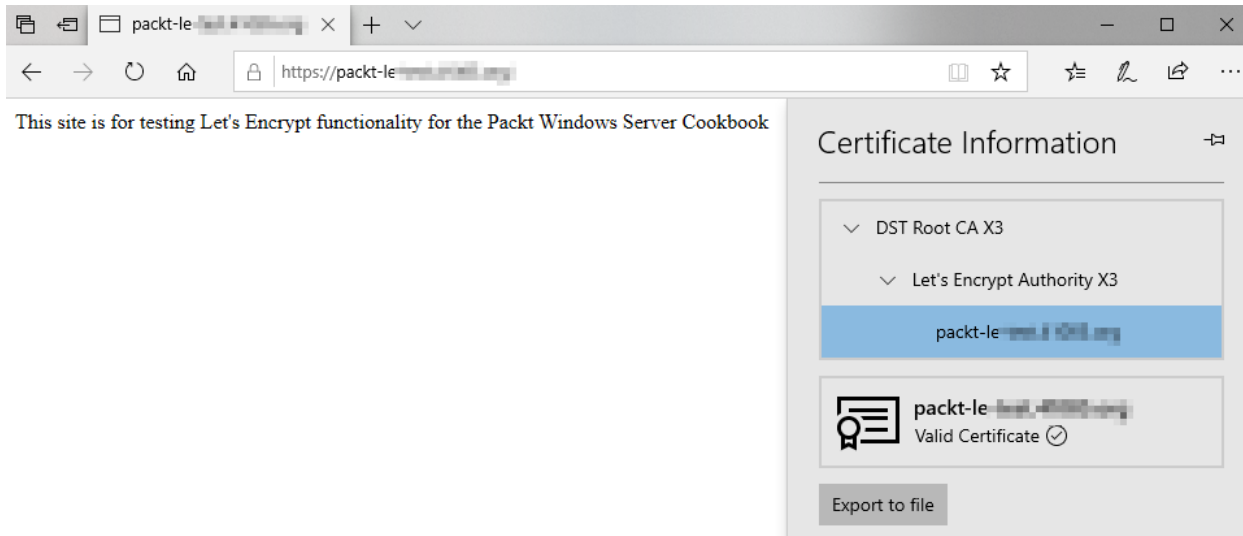 packt-le
https://packt-le
This site is for testing Let's Encrypt functionality for the Packt Windows Server Cookbook
Certificate Information
DST Root CA X3
Let's Encrypt Authority X3
packt-le
packt-le
Valid Certificate
Export to file